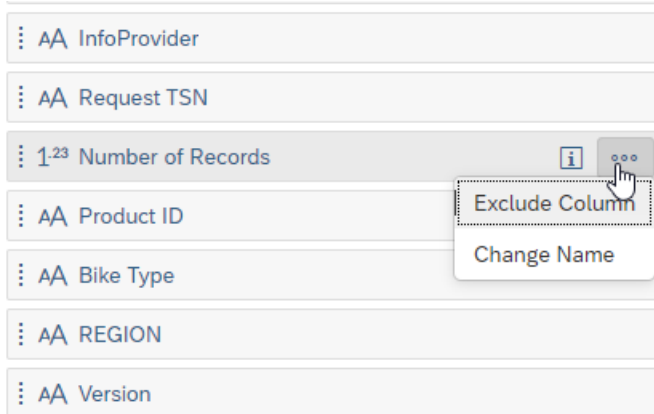 AA InfoProvider
AA Request TSN
1.23 Number of Records i
AA Product ID
Exclude Column
AA Bike Type
Change Name
AA REGION
AA Version